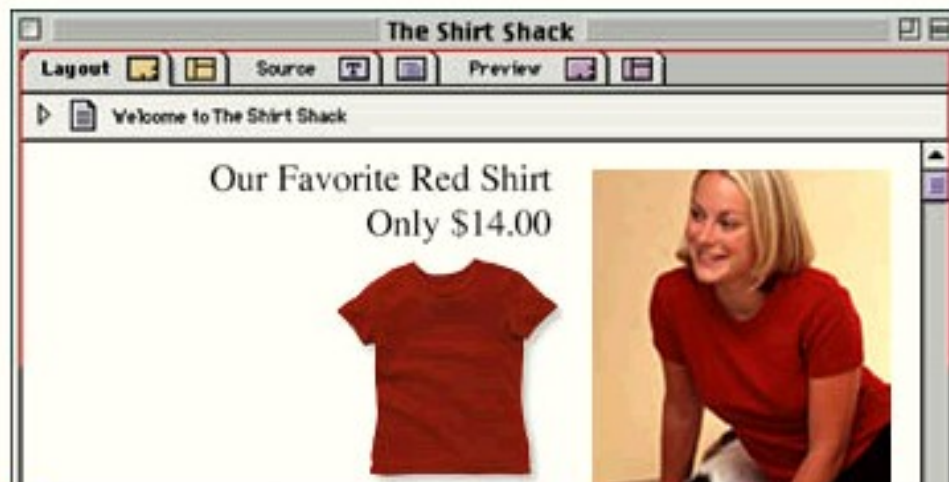 The Shirt Shack
Layout Source T Preview
Welcome to The Shirt Shack
Our Favorite Red Shirt
Only $14.00